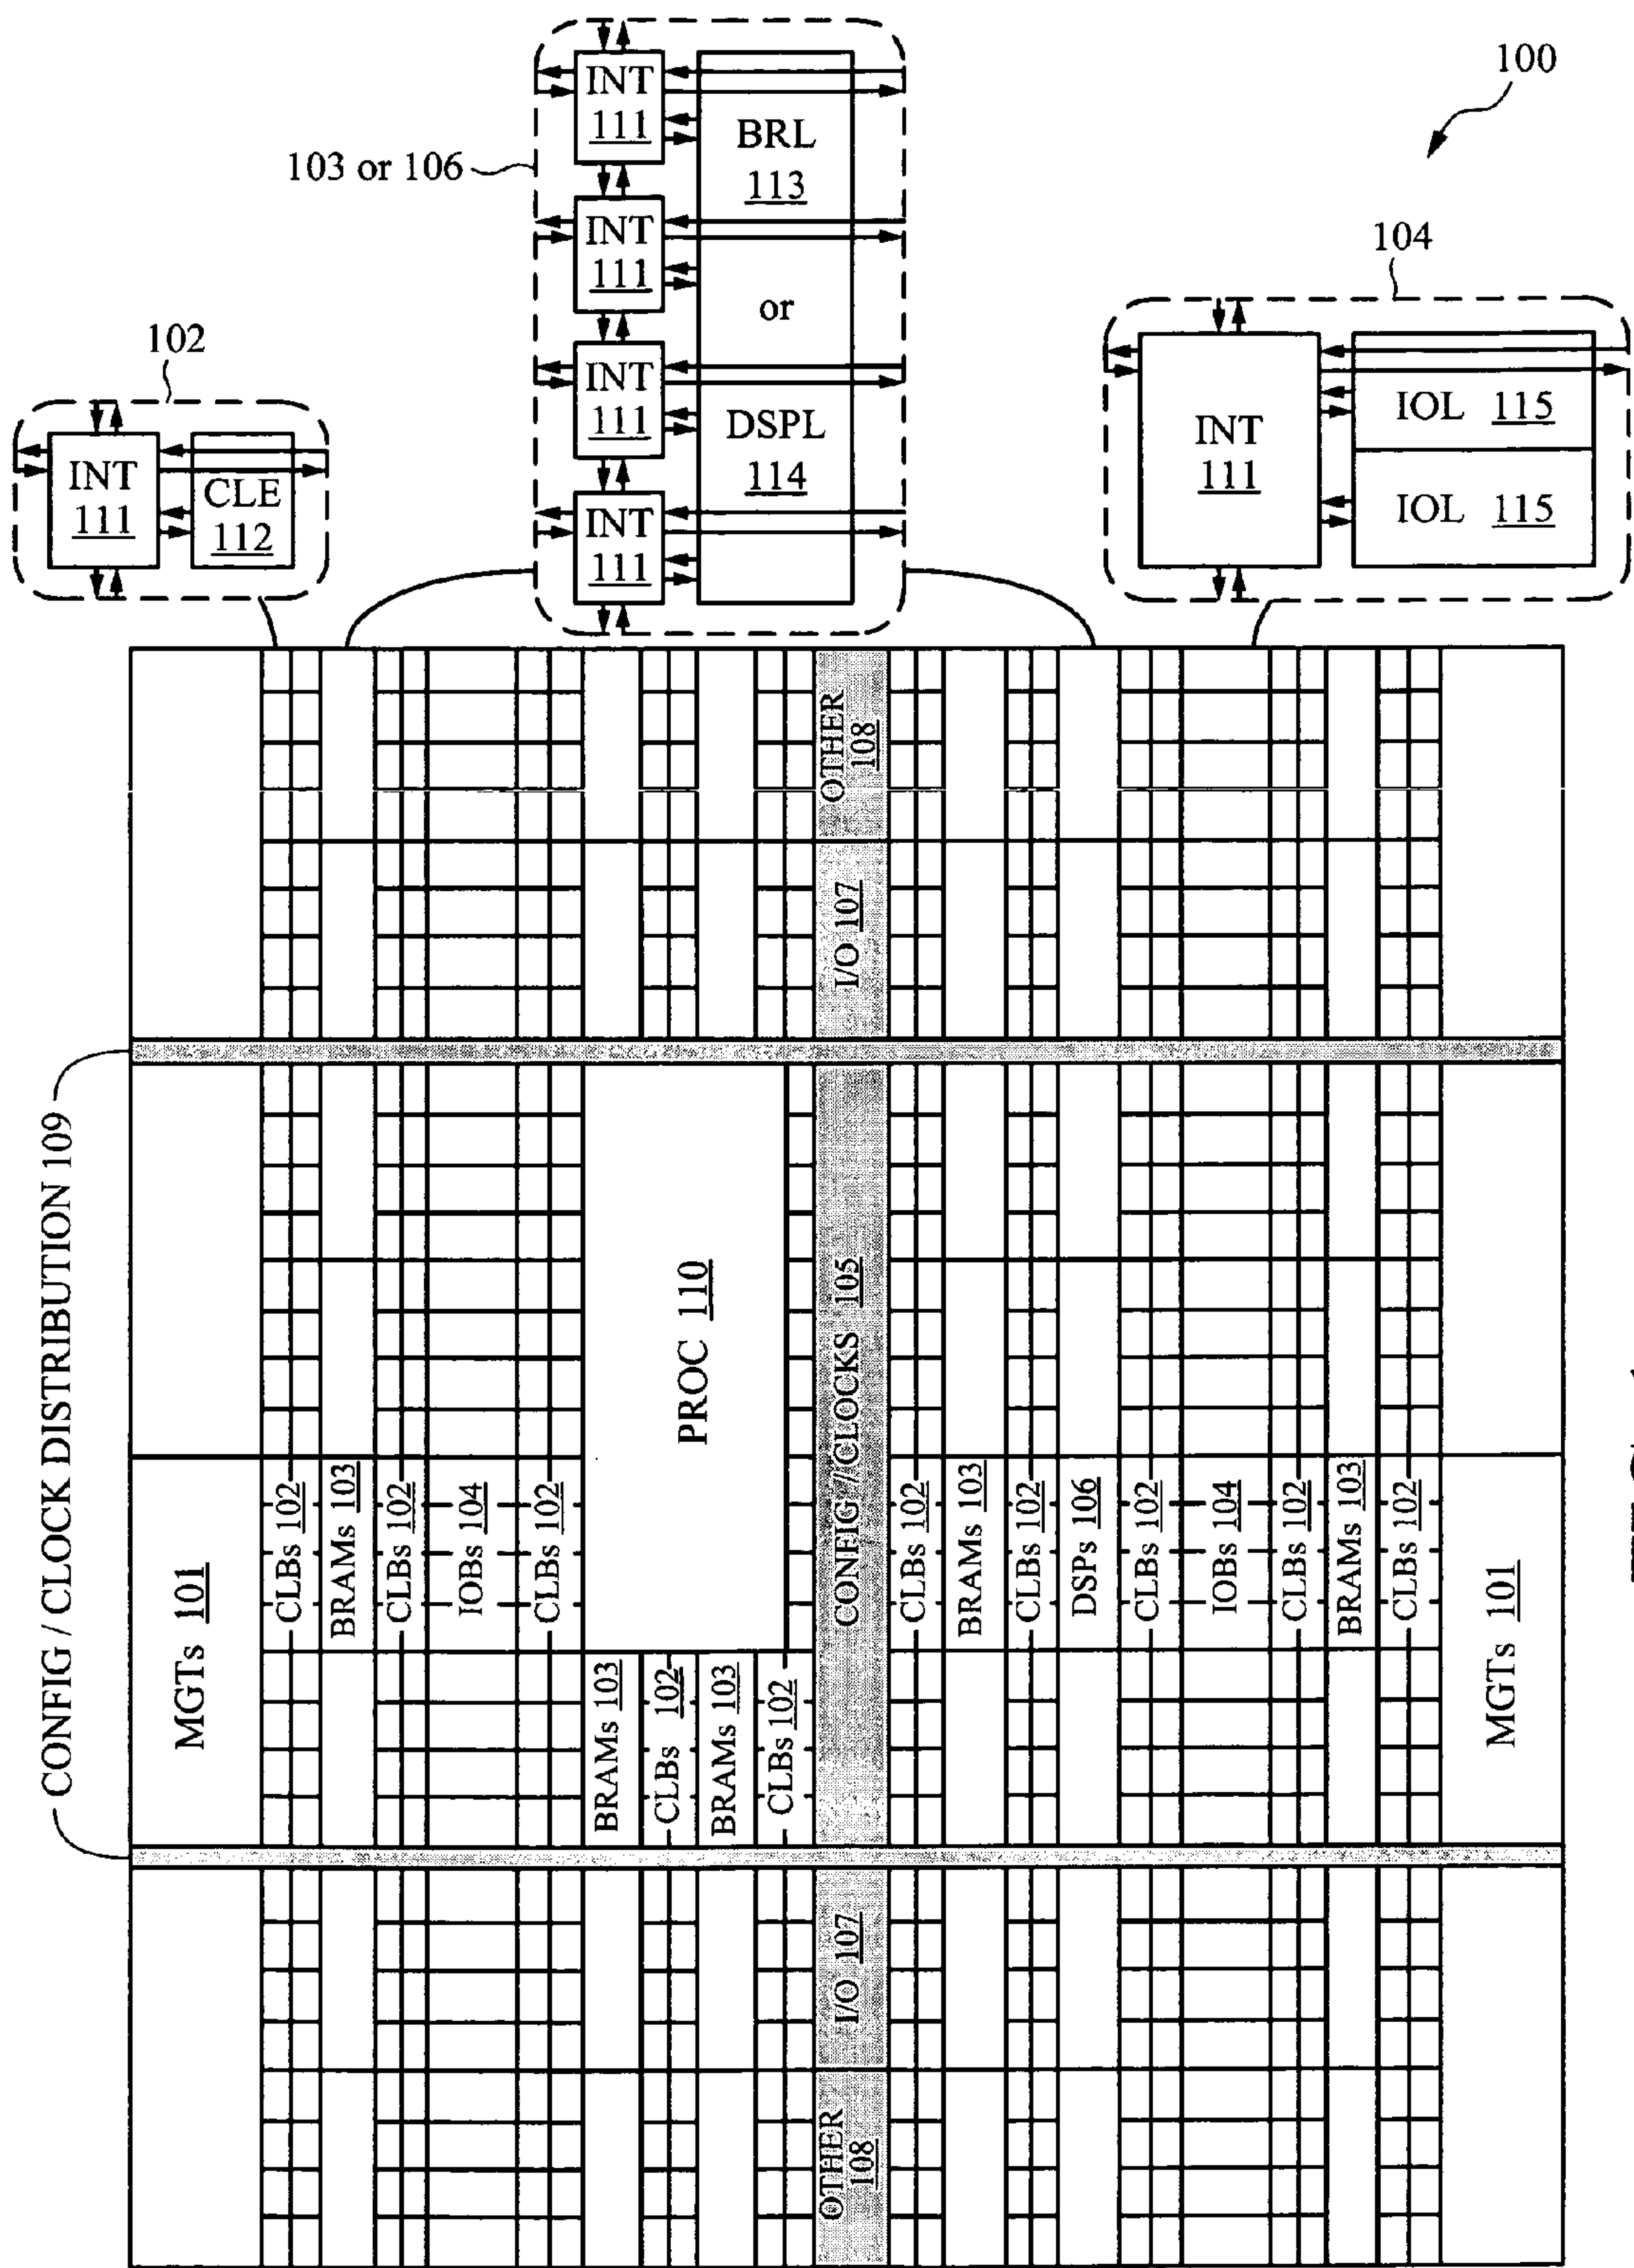 100
103 or 106
INT
111
INT
111
INT
111
INT
111
BRL
113
or
DSPL
114
104
INT
111
IOL 115
IOL 115
102
INT
111
CLE
112
OTHER
108
I/O 107
CONFIG / CLOCK DISTRIBUTION 109
MGTs 101
CLBs 102
BRAMs 103
CLBs 102
IOBs 104
CLBs 102
PROC 110
BRAMs 103
CLBs 102
BRAMs 103
CLBs 102
CONFIG / CLOCKS 105
CLBs 102
BRAMs 103
CLBs 102
DSPs 106
CLBs 102
IOBs 104
CLBs 102
BRAMs 103
CLBs 102
MGTs 101
I/O 107
OTHER
108